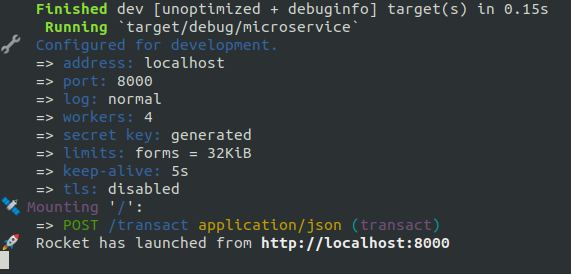 Finished dev [unoptimized + debuginfo] target(s) in 0.15s
Running `target/debug/microservice`
🔧 Configured for development.
=> address: localhost
=> port: 8000
=> log: normal
=> workers: 4
=> secret key: generated
=> limits: forms = 32KiB
=> keep-alive: 5s
=> tls: disabled
🛰 Mounting '/':
=> POST /transact application/json (transact)
🚀 Rocket has launched from http://localhost:8000